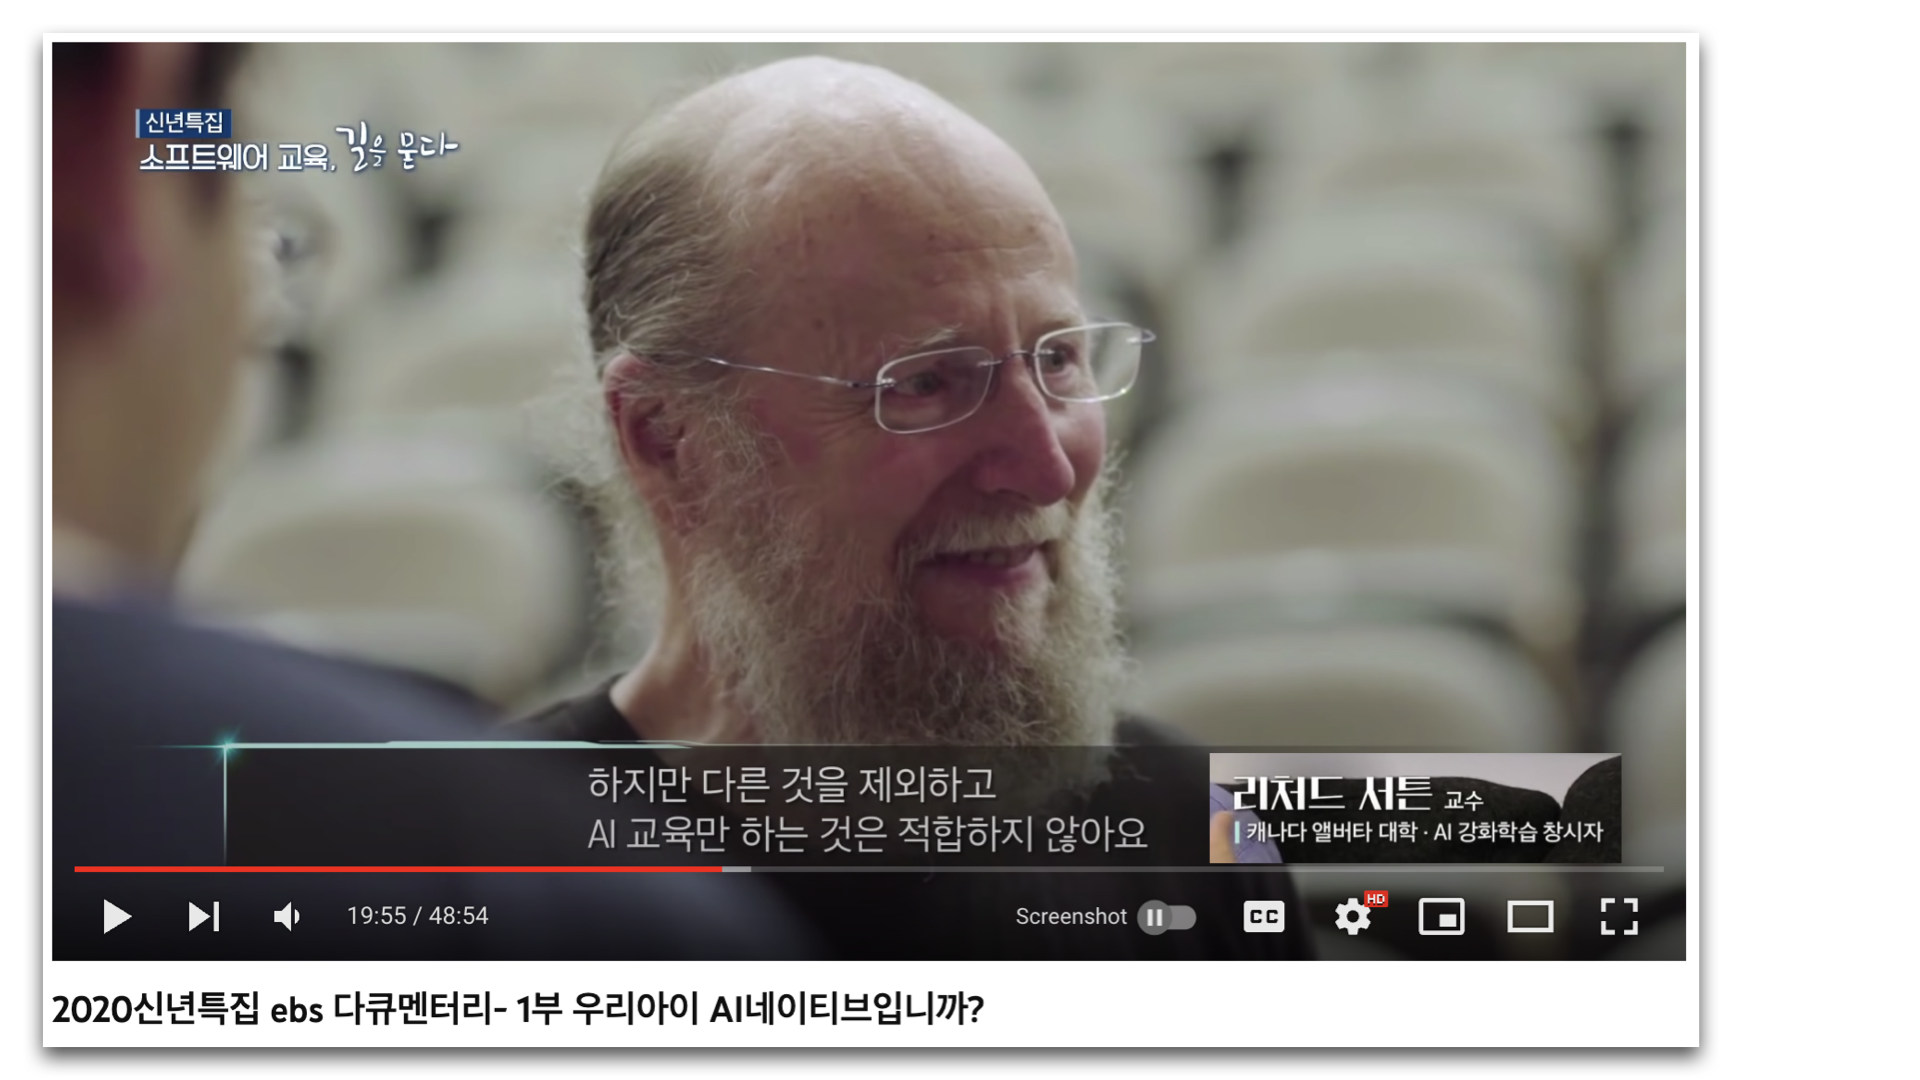 신년특집
소프트웨어 교육, 길을 묻다
하지만 다른 것을 제외하고
AI 교육만 하는 것은 적합하지 않아요
리처드 서튼 교수
캐나다 앨버타 대학 · AI 강화학습 창시자
19:55 / 48:54
Screenshot
CC
HD
2020신년특집 ebs 다큐멘터리- 1부 우리아이 AI네이티브입니까?